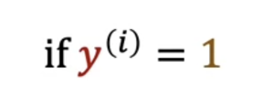 if y⁽ⁱ⁾ = 1